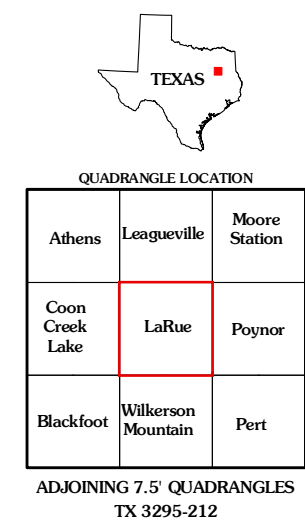 TEXAS
QUADRANGLE LOCATION
Athens
Leagueville
Moore
Station
Coon
Creek
Lake
LaRue
Poynor
Blackfoot
Wilkerson
Mountain
Pert
ADJOINING 7.5' QUADRANGLES
TX 3295-212